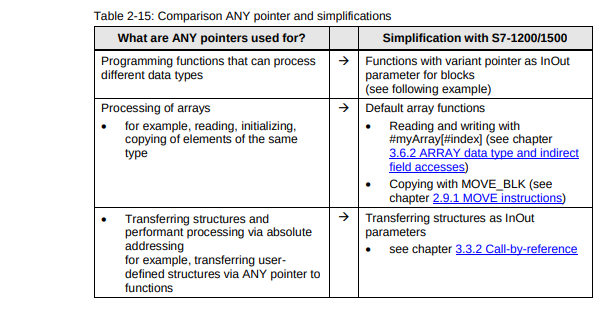 Table 2-15: Comparison ANY pointer and simplifications
What are ANY pointers used for?
Simplification with S7-1200/1500
Programming functions that can process
different data types
→
Functions with variant pointer as InOut
parameter for blocks
(see following example)
Processing of arrays
• for example, reading, initializing,
copying of elements of the same
type
→
Default array functions
• Reading and writing with
#myArray[#index] (see chapter
3.6.2 ARRAY data type and indirect
field accesses)
• Copying with MOVE_BLK (see
chapter 2.9.1 MOVE instructions)
• Transferring structures and
performant processing via absolute
addressing
for example, transferring user-
defined structures via ANY pointer to
functions
→
Transferring structures as InOut
parameters
• see chapter 3.3.2 Call-by-reference